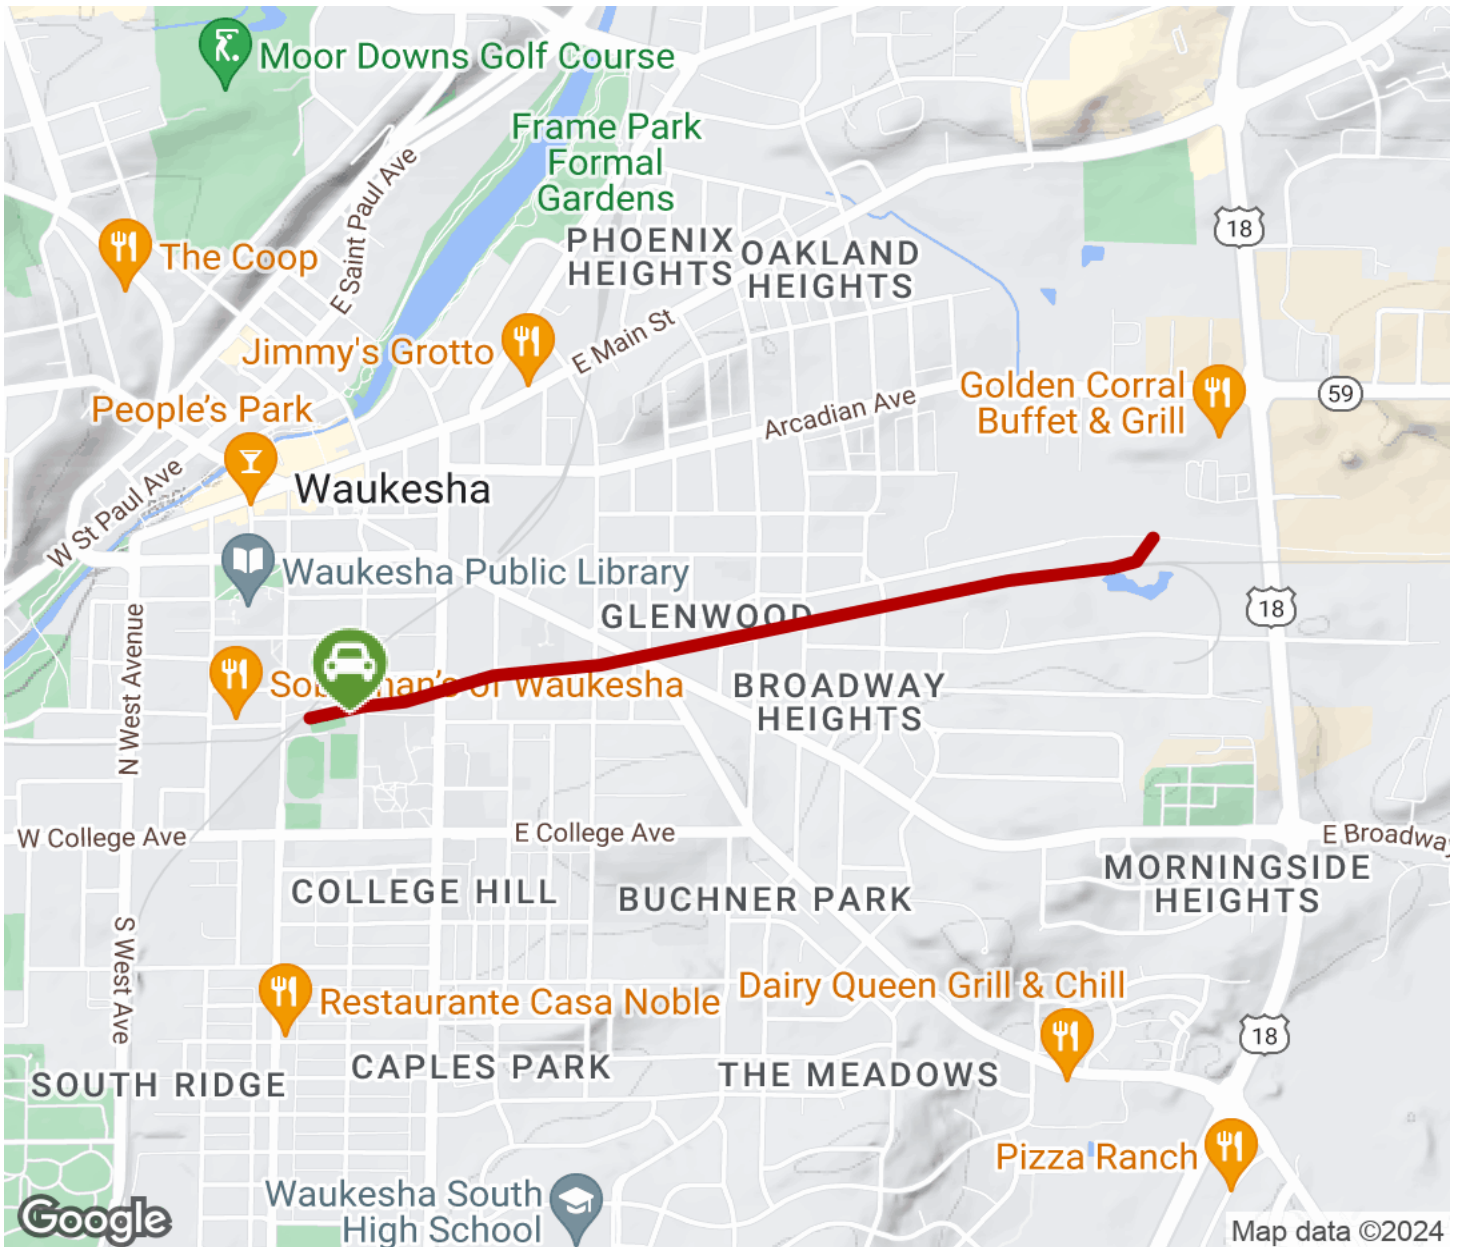 Moor Downs Golf Course
Frame Park
Formal
Gardens
E Saint Paul Ave
PHOENIX
HEIGHTS
OAKLAND
HEIGHTS
18
The Coop
Jimmy's Grotto
E Main St
Golden Corral
Buffet & Grill
59
People's Park
Arcadian Ave
W St Paul Ave
Waukesha
Waukesha Public Library
GLENWOOD
18
N West Avenue
of Waukesha
BROADWAY
HEIGHTS
W College Ave
E College Ave
E Broadway
MORNINGSIDE
HEIGHTS
COLLEGE HILL
BUCHNER PARK
S West Ave
Restaurante Casa Noble
Dairy Queen Grill & Chill
18
SOUTH RIDGE
CAPLES PARK
THE MEADOWS
Pizza Ranch
Waukesha South
High School
Google
Map data ©2024